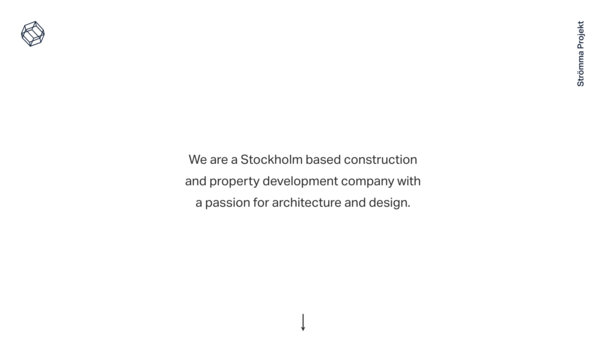 Strömma Projekt
We are a Stockholm based construction
and property development company with
a passion for architecture and design.